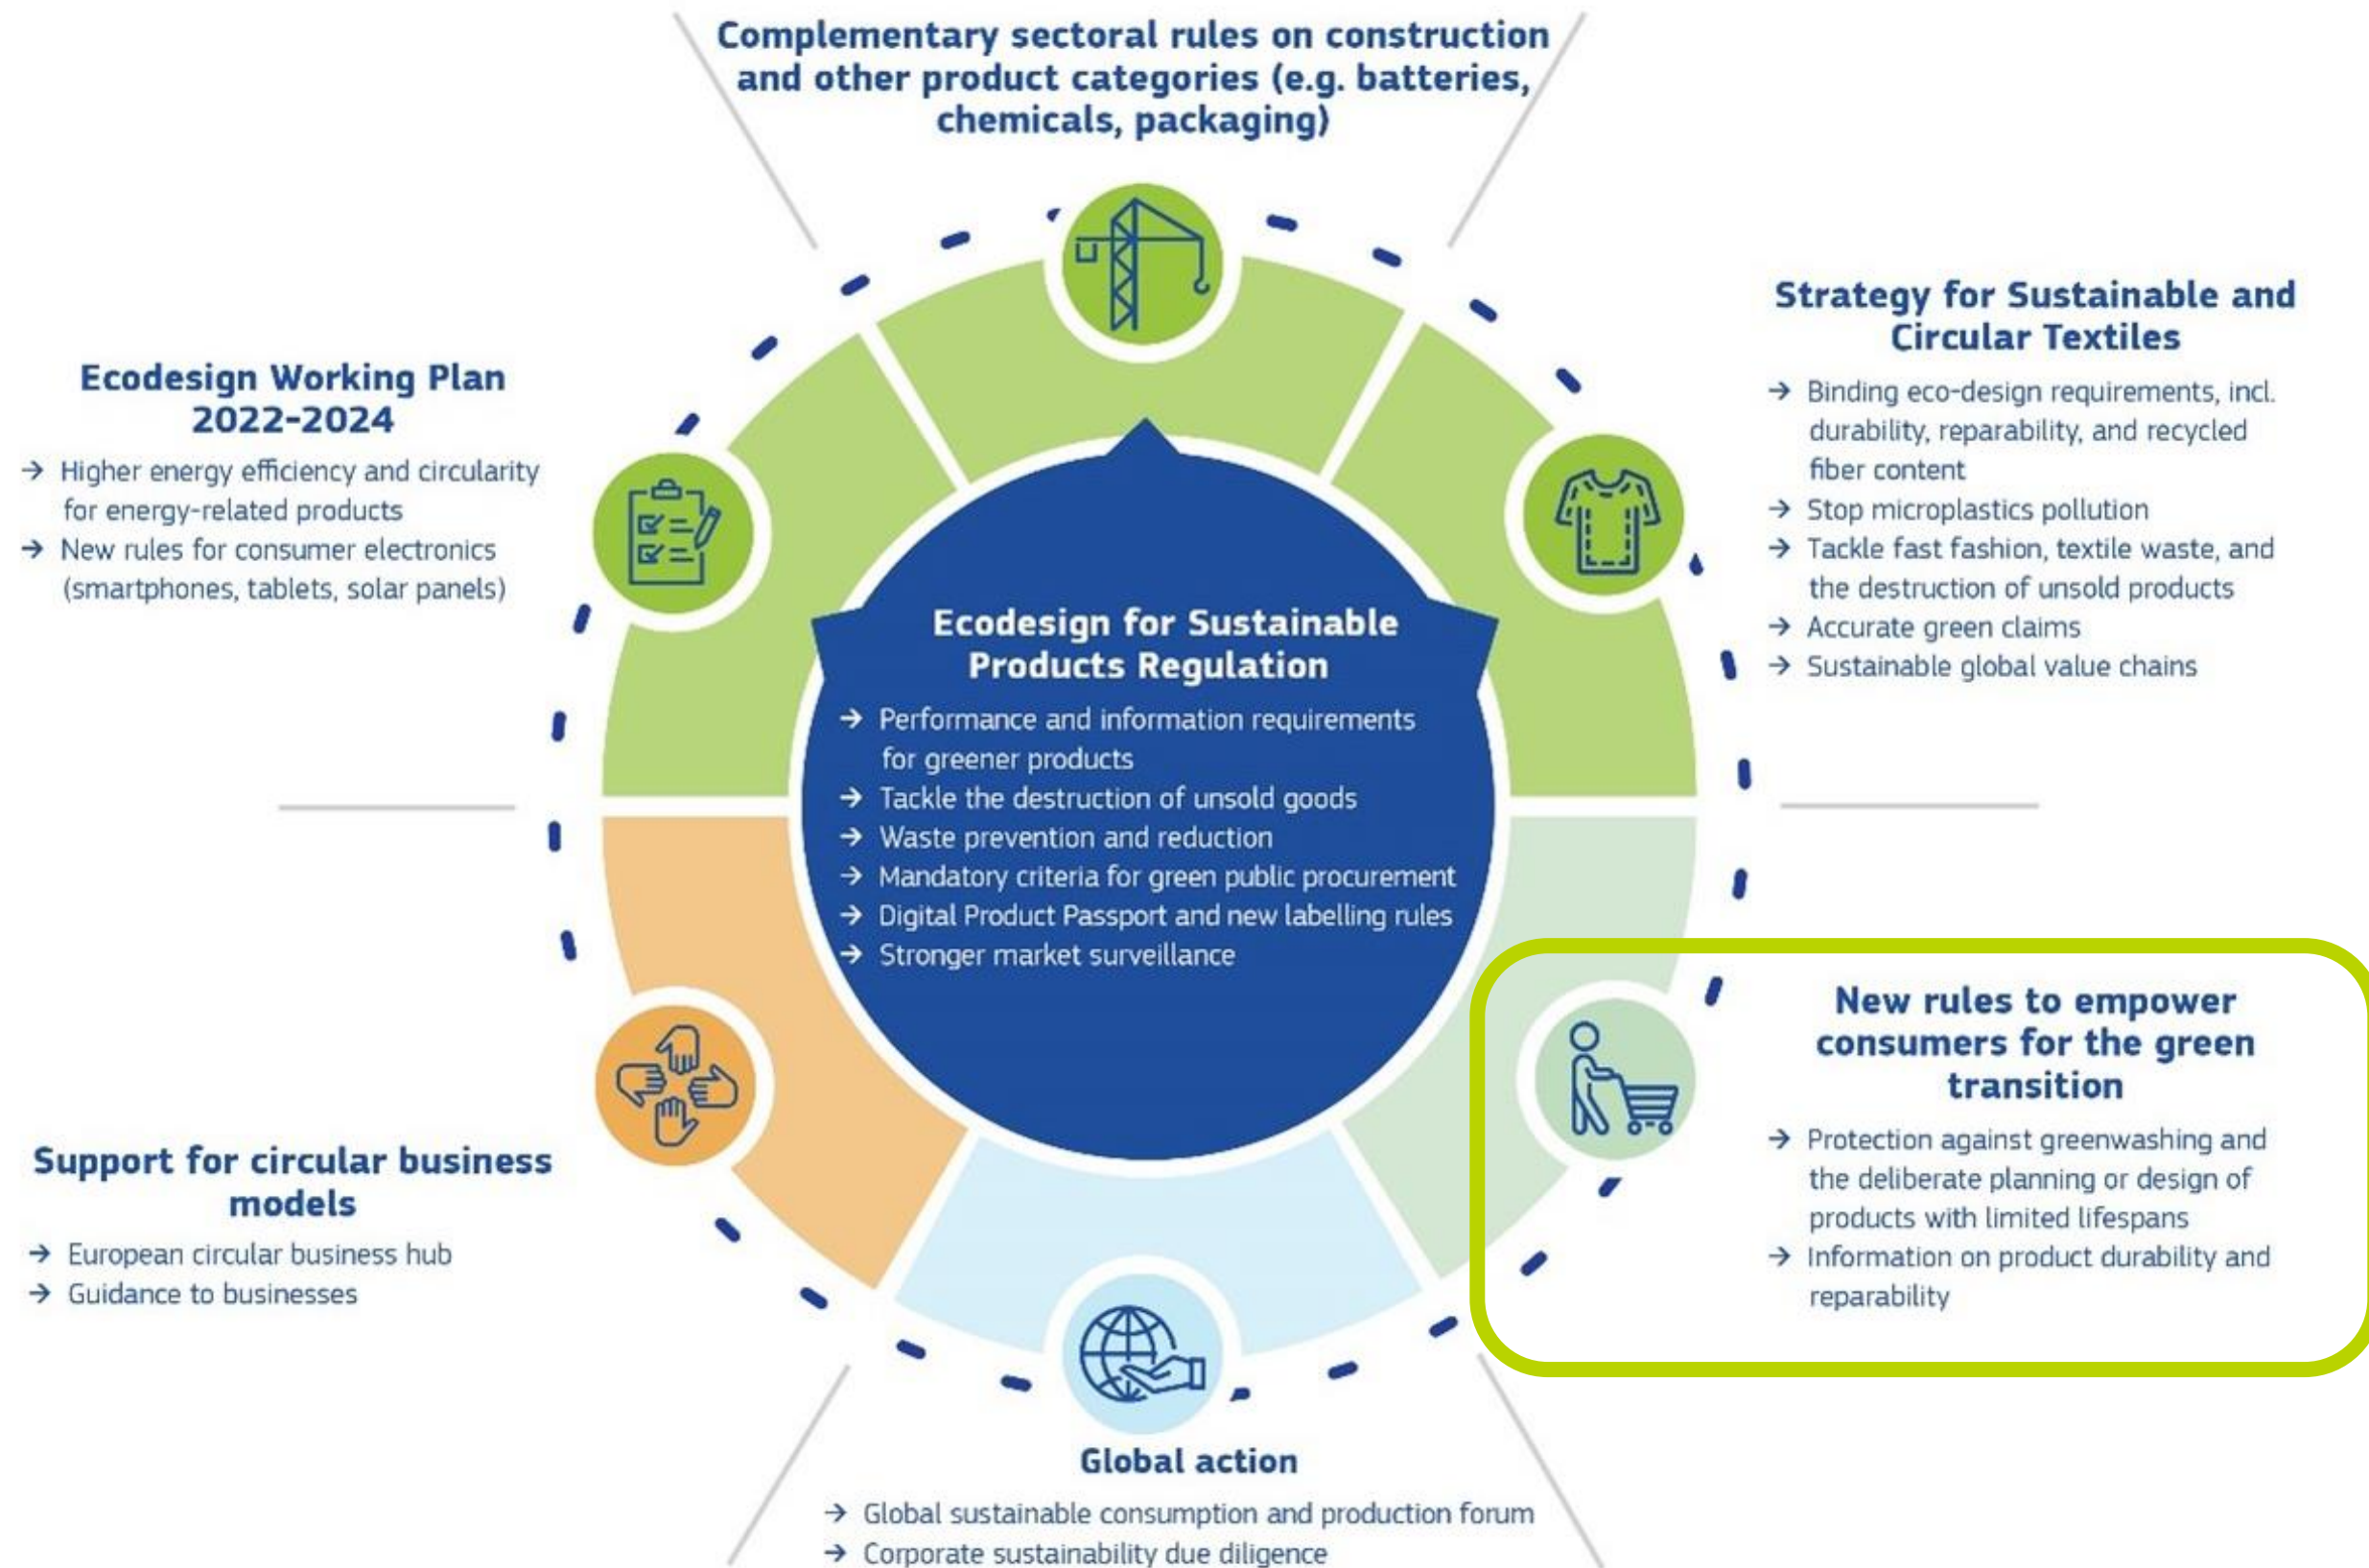 Complementary sectoral rules on construction
and other product categories (e.g. batteries,
chemicals, packaging)
Ecodesign Working Plan
2022-2024
→ Higher energy efficiency and circularity
for energy-related products
→ New rules for consumer electronics
(smartphones, tablets, solar panels)
Strategy for Sustainable and
Circular Textiles
→ Binding eco-design requirements, incl.
durability, reparability, and recycled
fiber content
→ Stop microplastics pollution
→ Tackle fast fashion, textile waste, and
the destruction of unsold products
→ Accurate green claims
→ Sustainable global value chains
Ecodesign for Sustainable
Products Regulation
→ Performance and information requirements
for greener products
→ Tackle the destruction of unsold goods
→ Waste prevention and reduction
→ Mandatory criteria for green public procurement
→ Digital Product Passport and new labelling rules
→ Stronger market surveillance
New rules to empower
consumers for the green
transition
→ Protection against greenwashing and
the deliberate planning or design of
products with limited lifespans
→ Information on product durability and
reparability
Support for circular business
models
→ European circular business hub
→ Guidance to businesses
Global action
→ Global sustainable consumption and production forum
→ Corporate sustainability due diligence